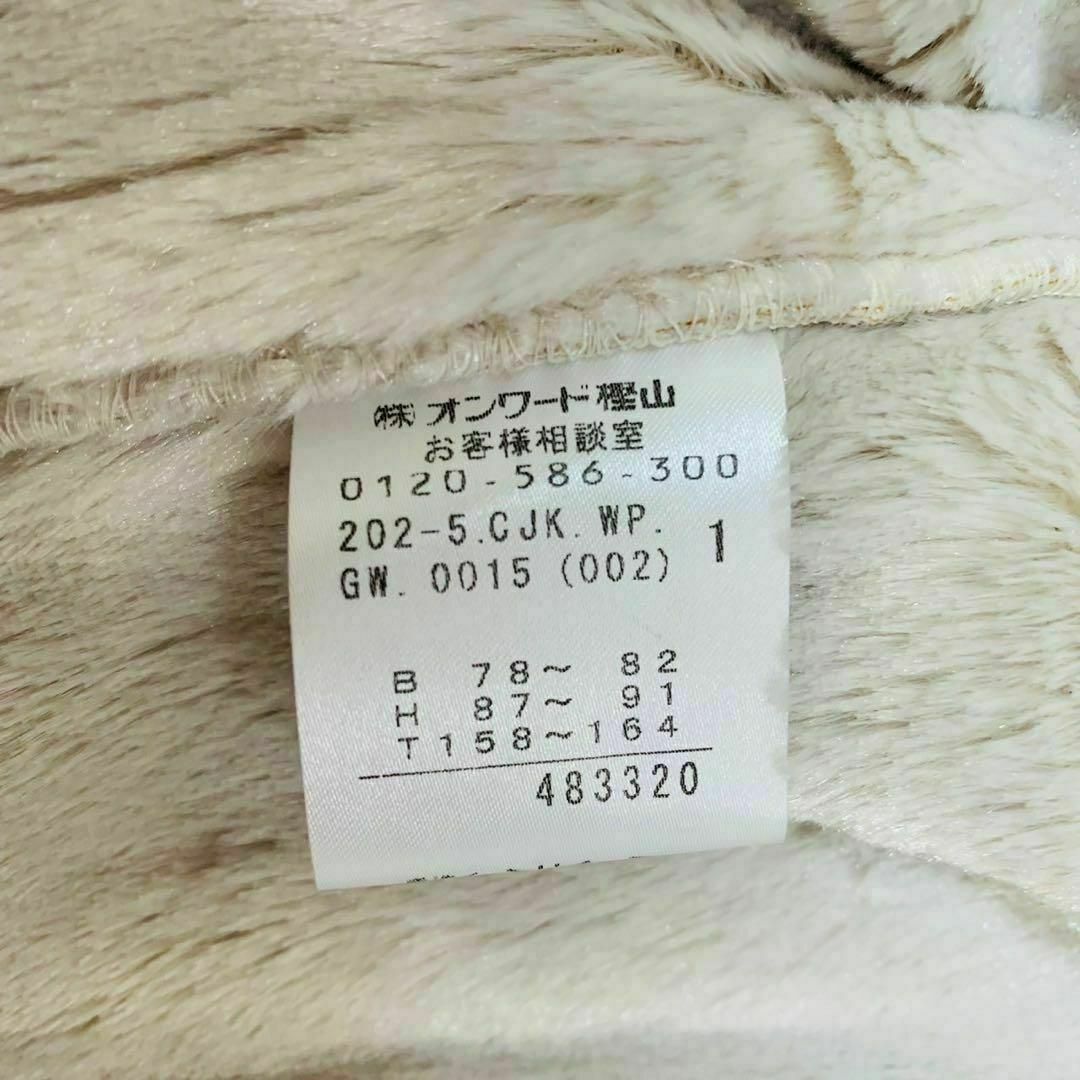 (株)オンワード樫山
お客様相談室
0120-586-300
202-5.CJK.WP.
GW. 0015 (002) 1
B 78~ 82
H 87~ 91
T158~164
483320